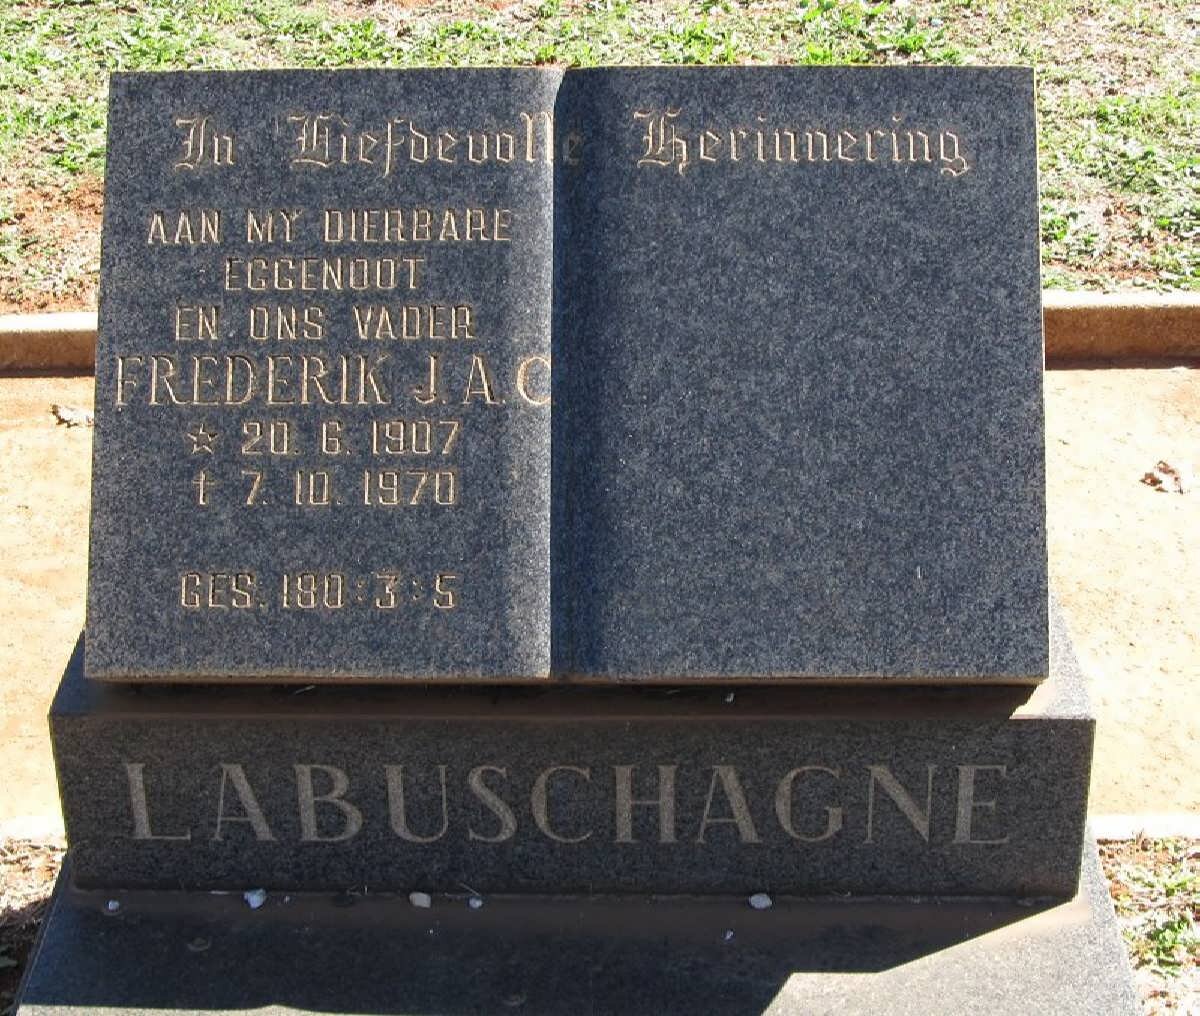 In Liefdevolle Herinnering
AAN MY DIERBARE
EGGENOOT
EN ONS VADER
FREDERIK J. A. C
☆ 20. 6. 1907
† 7. 10. 1970
GES. 180 : 3 : 5
LABUSCHAGNE